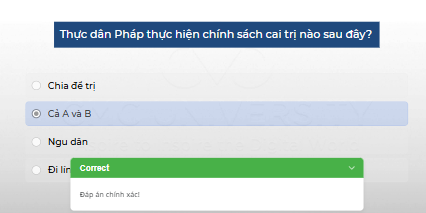 Thực dân Pháp thực hiện chính sách cai trị nào sau đây?
Chia để trị
Cả A và B
Ngu dân
Đi lín
Correct
Đáp án chính xác!